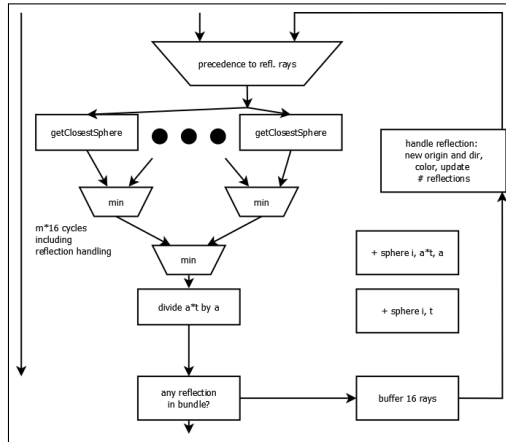 precedence to refl. rays
getClosestSphere
getClosestSphere
handle reflection:
new origin and dir,
color, update
# reflections
min
min
m*16 cycles
including
reflection handling
min
+ sphere i, a*t, a
divide a*t by a
+ sphere i, t
any reflection
in bundle?
buffer 16 rays